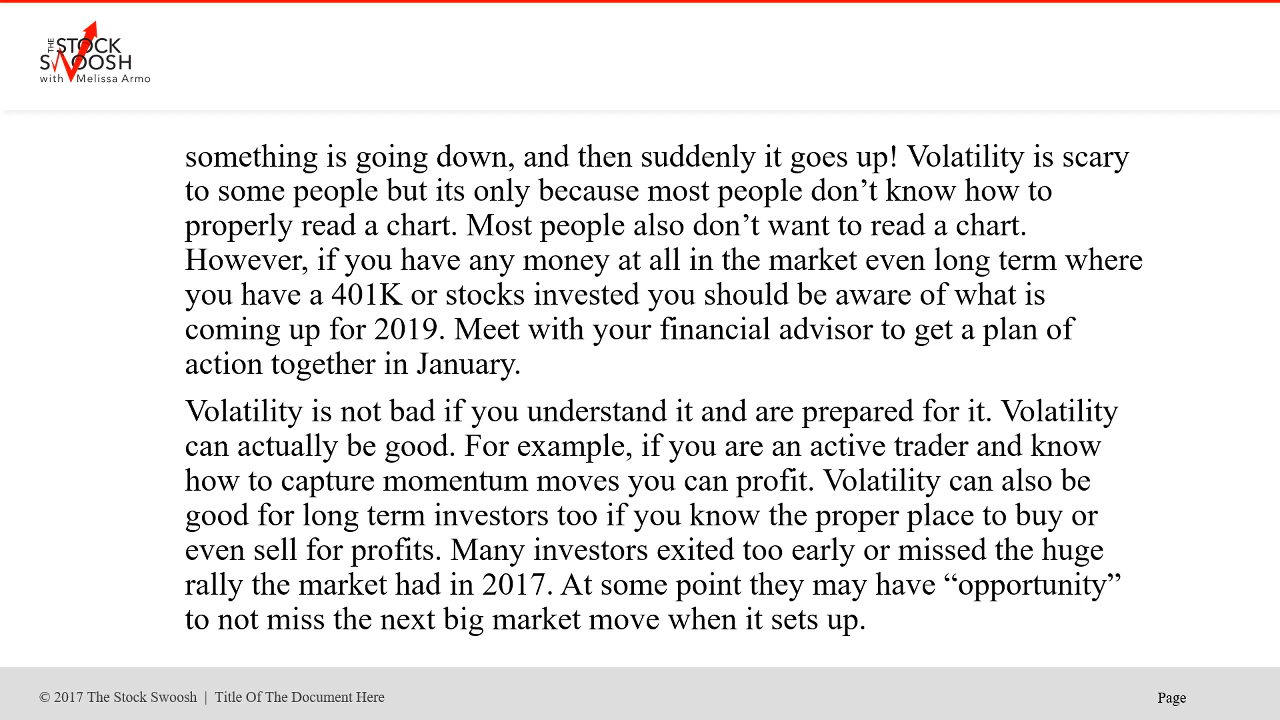 THE STOCK
SWOOSH
with Melissa Armo
something is going down, and then suddenly it goes up! Volatility is scary
to some people but its only because most people don’t know how to
properly read a chart. Most people also don’t want to read a chart.
However, if you have any money at all in the market even long term where
you have a 401K or stocks invested you should be aware of what is
coming up for 2019. Meet with your financial advisor to get a plan of
action together in January.
Volatility is not bad if you understand it and are prepared for it. Volatility
can actually be good. For example, if you are an active trader and know
how to capture momentum moves you can profit. Volatility can also be
good for long term investors too if you know the proper place to buy or
even sell for profits. Many investors exited too early or missed the huge
rally the market had in 2017. At some point they may have “opportunity”
to not miss the next big market move when it sets up.
© 2017 The Stock Swoosh | Title Of The Document Here Page